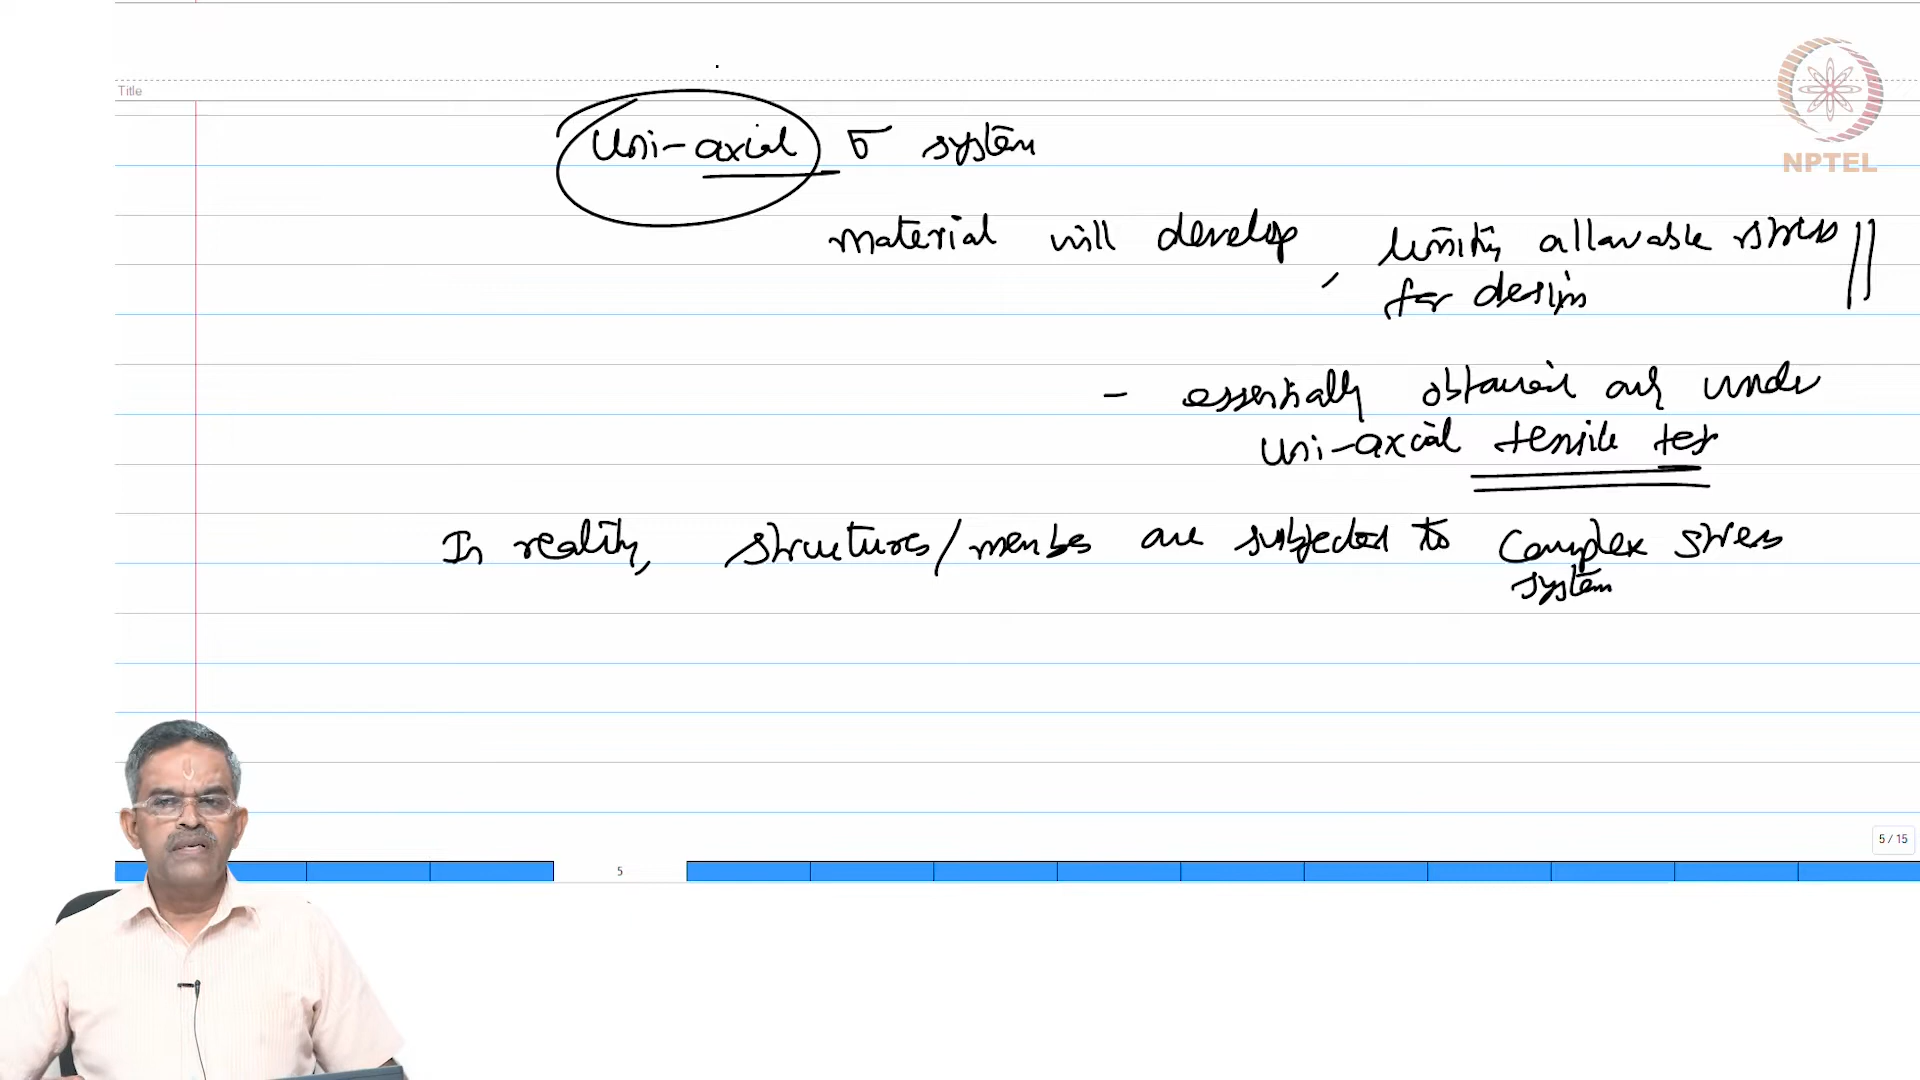 Title
Uni-axial σ system
NPTEL
material will develop, limiting allowable stress
for design
- essentially obtained only under
uni-axial tensile test
In reality, structures/members are subjected to complex stress
system
5 / 15
5